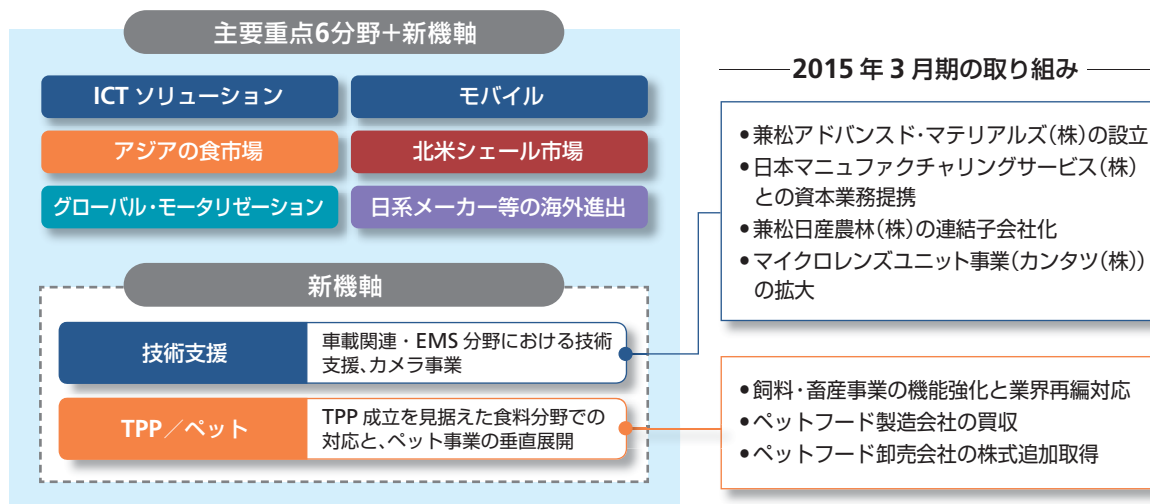 主要重点6分野+新機軸
ICT ソリューション
モバイル
アジアの食市場
北米シェール市場
グローバル・モータリゼーション
日系メーカー等の海外進出
新機軸
技術支援
車載関連・EMS 分野における技術
支援、カメラ事業
TPP/ペット
TPP 成立を見据えた食料分野での
対応と、ペット事業の垂直展開
2015 年 3 月期の取り組み
•兼松アドバンスド・マテリアルズ(株)の設立
•日本マニュファクチャリングサービス(株)
との資本業務提携
•兼松日産農林(株)の連結子会社化
•マイクロレンズユニット事業(カンタツ(株))
の拡大
•飼料・畜産事業の機能強化と業界再編対応
•ペットフード製造会社の買収
•ペットフード卸売会社の株式追加取得